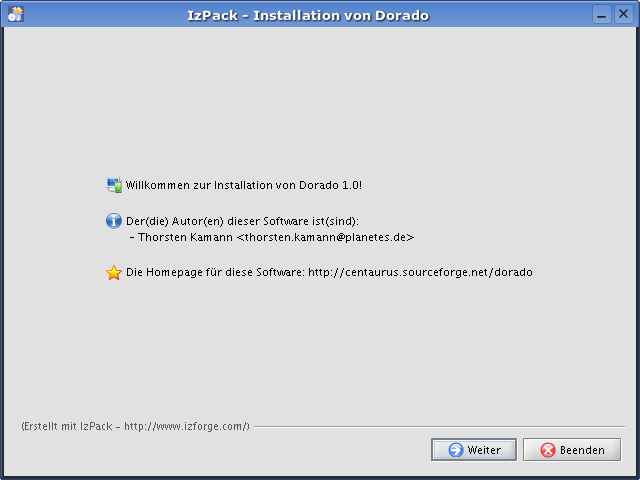 IzPack - Installation von Dorado
Willkommen zur Installation von Dorado 1.0!
Der(die) Autor(en) dieser Software ist(sind):
- Thorsten Kamann <thorsten.kamann@planetes.de>
Die Homepage für diese Software: http://centaurus.sourceforge.net/dorado
(Erstellt mit IzPack - http://www.izforge.com/)
Weiter
Beenden